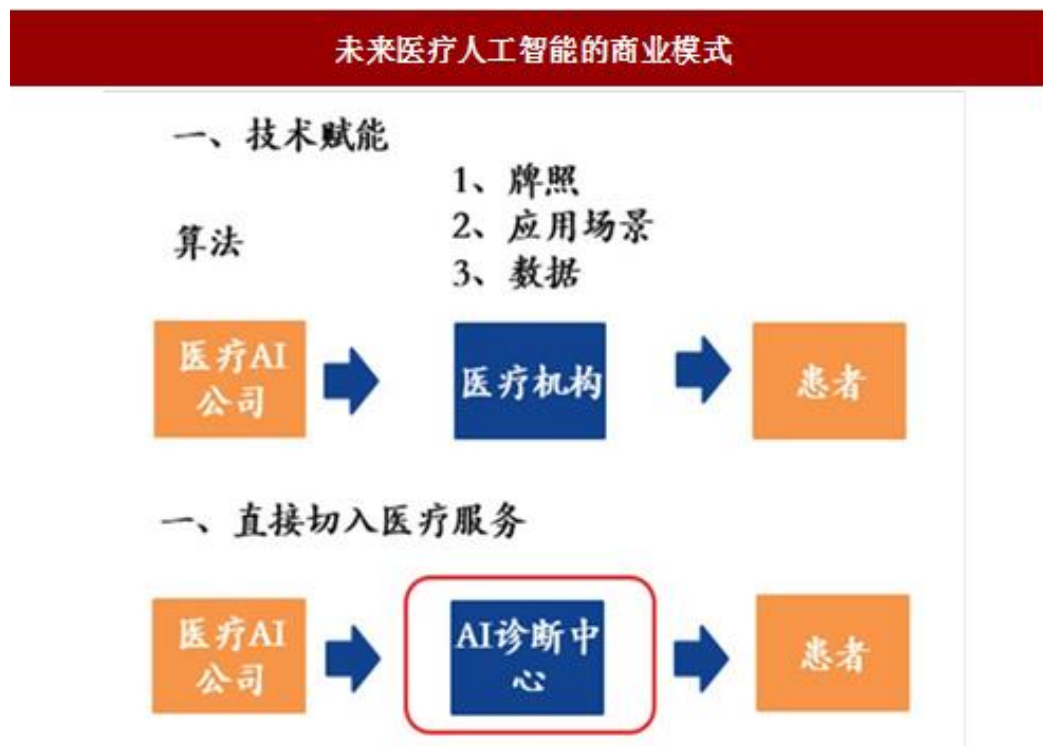 未来医疗人工智能的商业模式
一、技术赋能
1、牌照
2、应用场景
3、数据
算法
医疗AI
公司
医疗机构
患者
一、直接切入医疗服务
医疗AI
公司
AI诊断中
心
患者